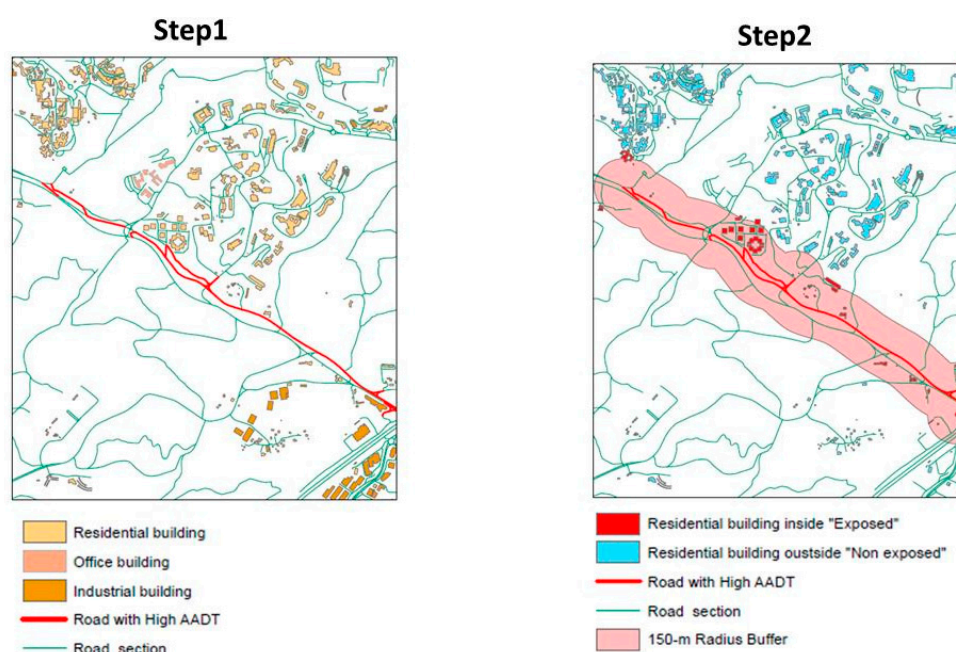 Step1
Residential building
Office building
Industrial building
Road with High AADT
Road section
Step2
Residential building inside "Exposed"
Residential building oustside "Non exposed"
Road with High AADT
Road section
150-m Radius Buffer